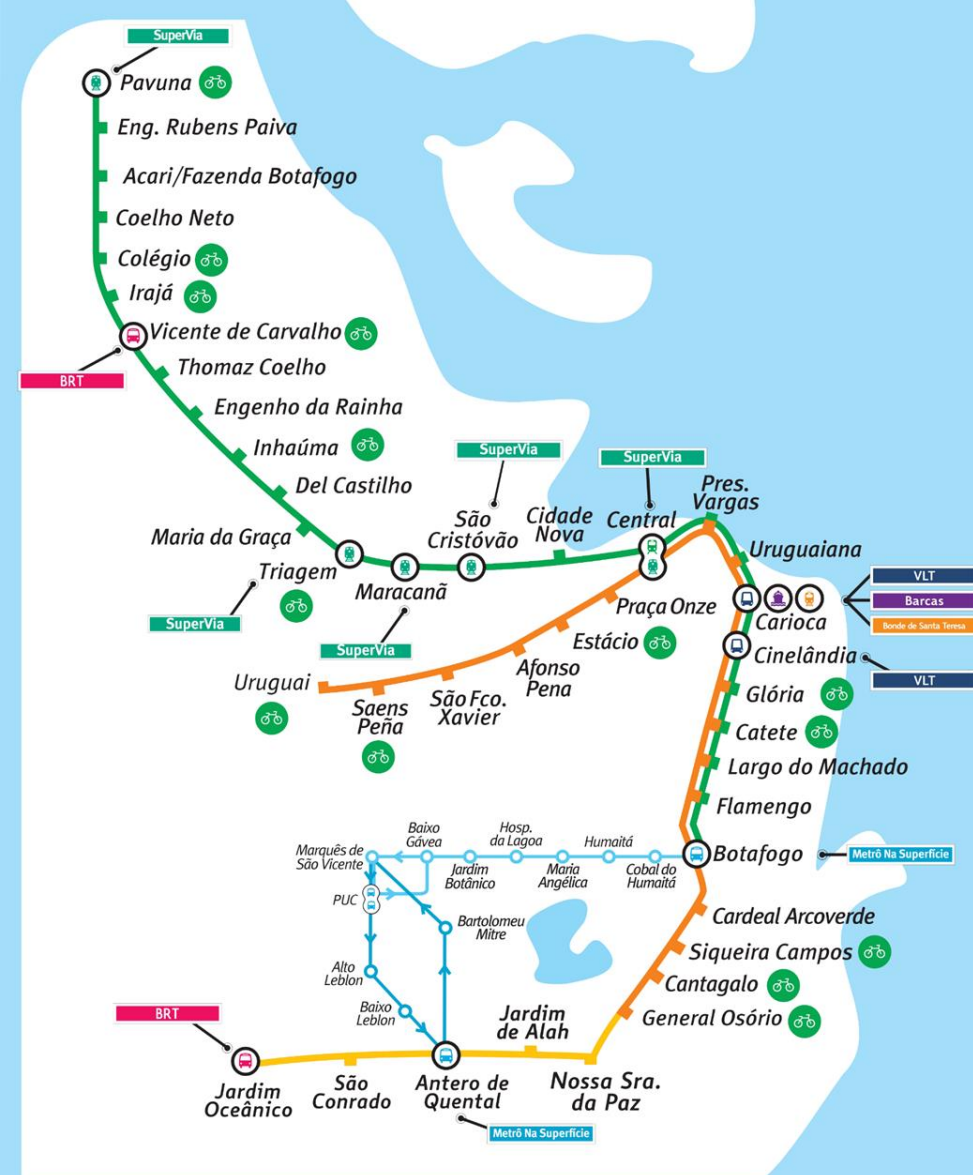 SuperVia
Pavuna
Eng. Rubens Paiva
Acari/Fazenda Botafogo
Coelho Neto
Colégio
Irajá
Vicente de Carvalho
BRT
Thomaz Coelho
Engenho da Rainha
Inhaúma
Del Castilho
Maria da Graça
Triagem
SuperVia
Maracanã
SuperVia
SuperVia
São
Cristóvão
Cidade
Nova
SuperVia
Central
Pres.
Vargas
Uruguaiana
VLT
Barcas
Bonde de Santa Teresa
Carioca
Cinelândia
VLT
Praça Onze
Estácio
Afonso
Pena
São Fco.
Xavier
Saens
Peña
Uruguai
Glória
Catete
Largo do Machado
Flamengo
Botafogo
Metrô Na Superfície
Cobal do
Humaitá
Humaitá
Maria
Angélica
Hosp.
da Lagoa
Jardim
Botânico
Baixo
Gávea
Marquês de
São Vicente
PUC
Bartolomeu
Mitre
Alto
Leblon
Baixo
Leblon
Cardeal Arcoverde
Siqueira Campos
Cantagalo
General Osório
Nossa Sra.
da Paz
Jardim
de Alah
Antero de
Quental
Metrô Na Superfície
São
Conrado
BRT
Jardim
Oceânico